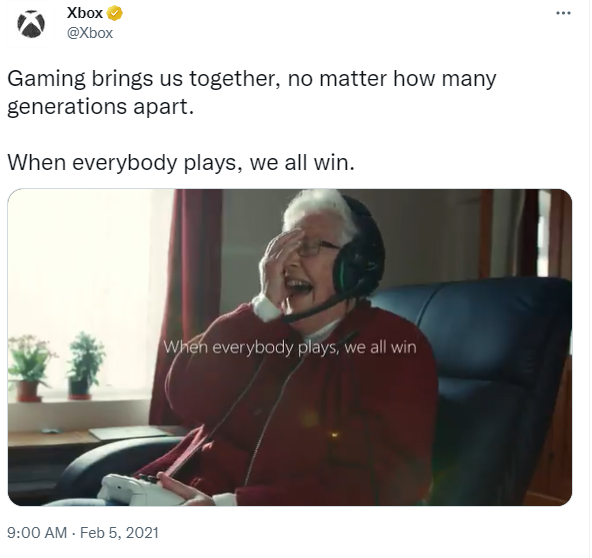 Xbox
@Xbox
Gaming brings us together, no matter how many
generations apart.
When everybody plays, we all win.
When everybody plays, we all win
9:00 AM · Feb 5, 2021